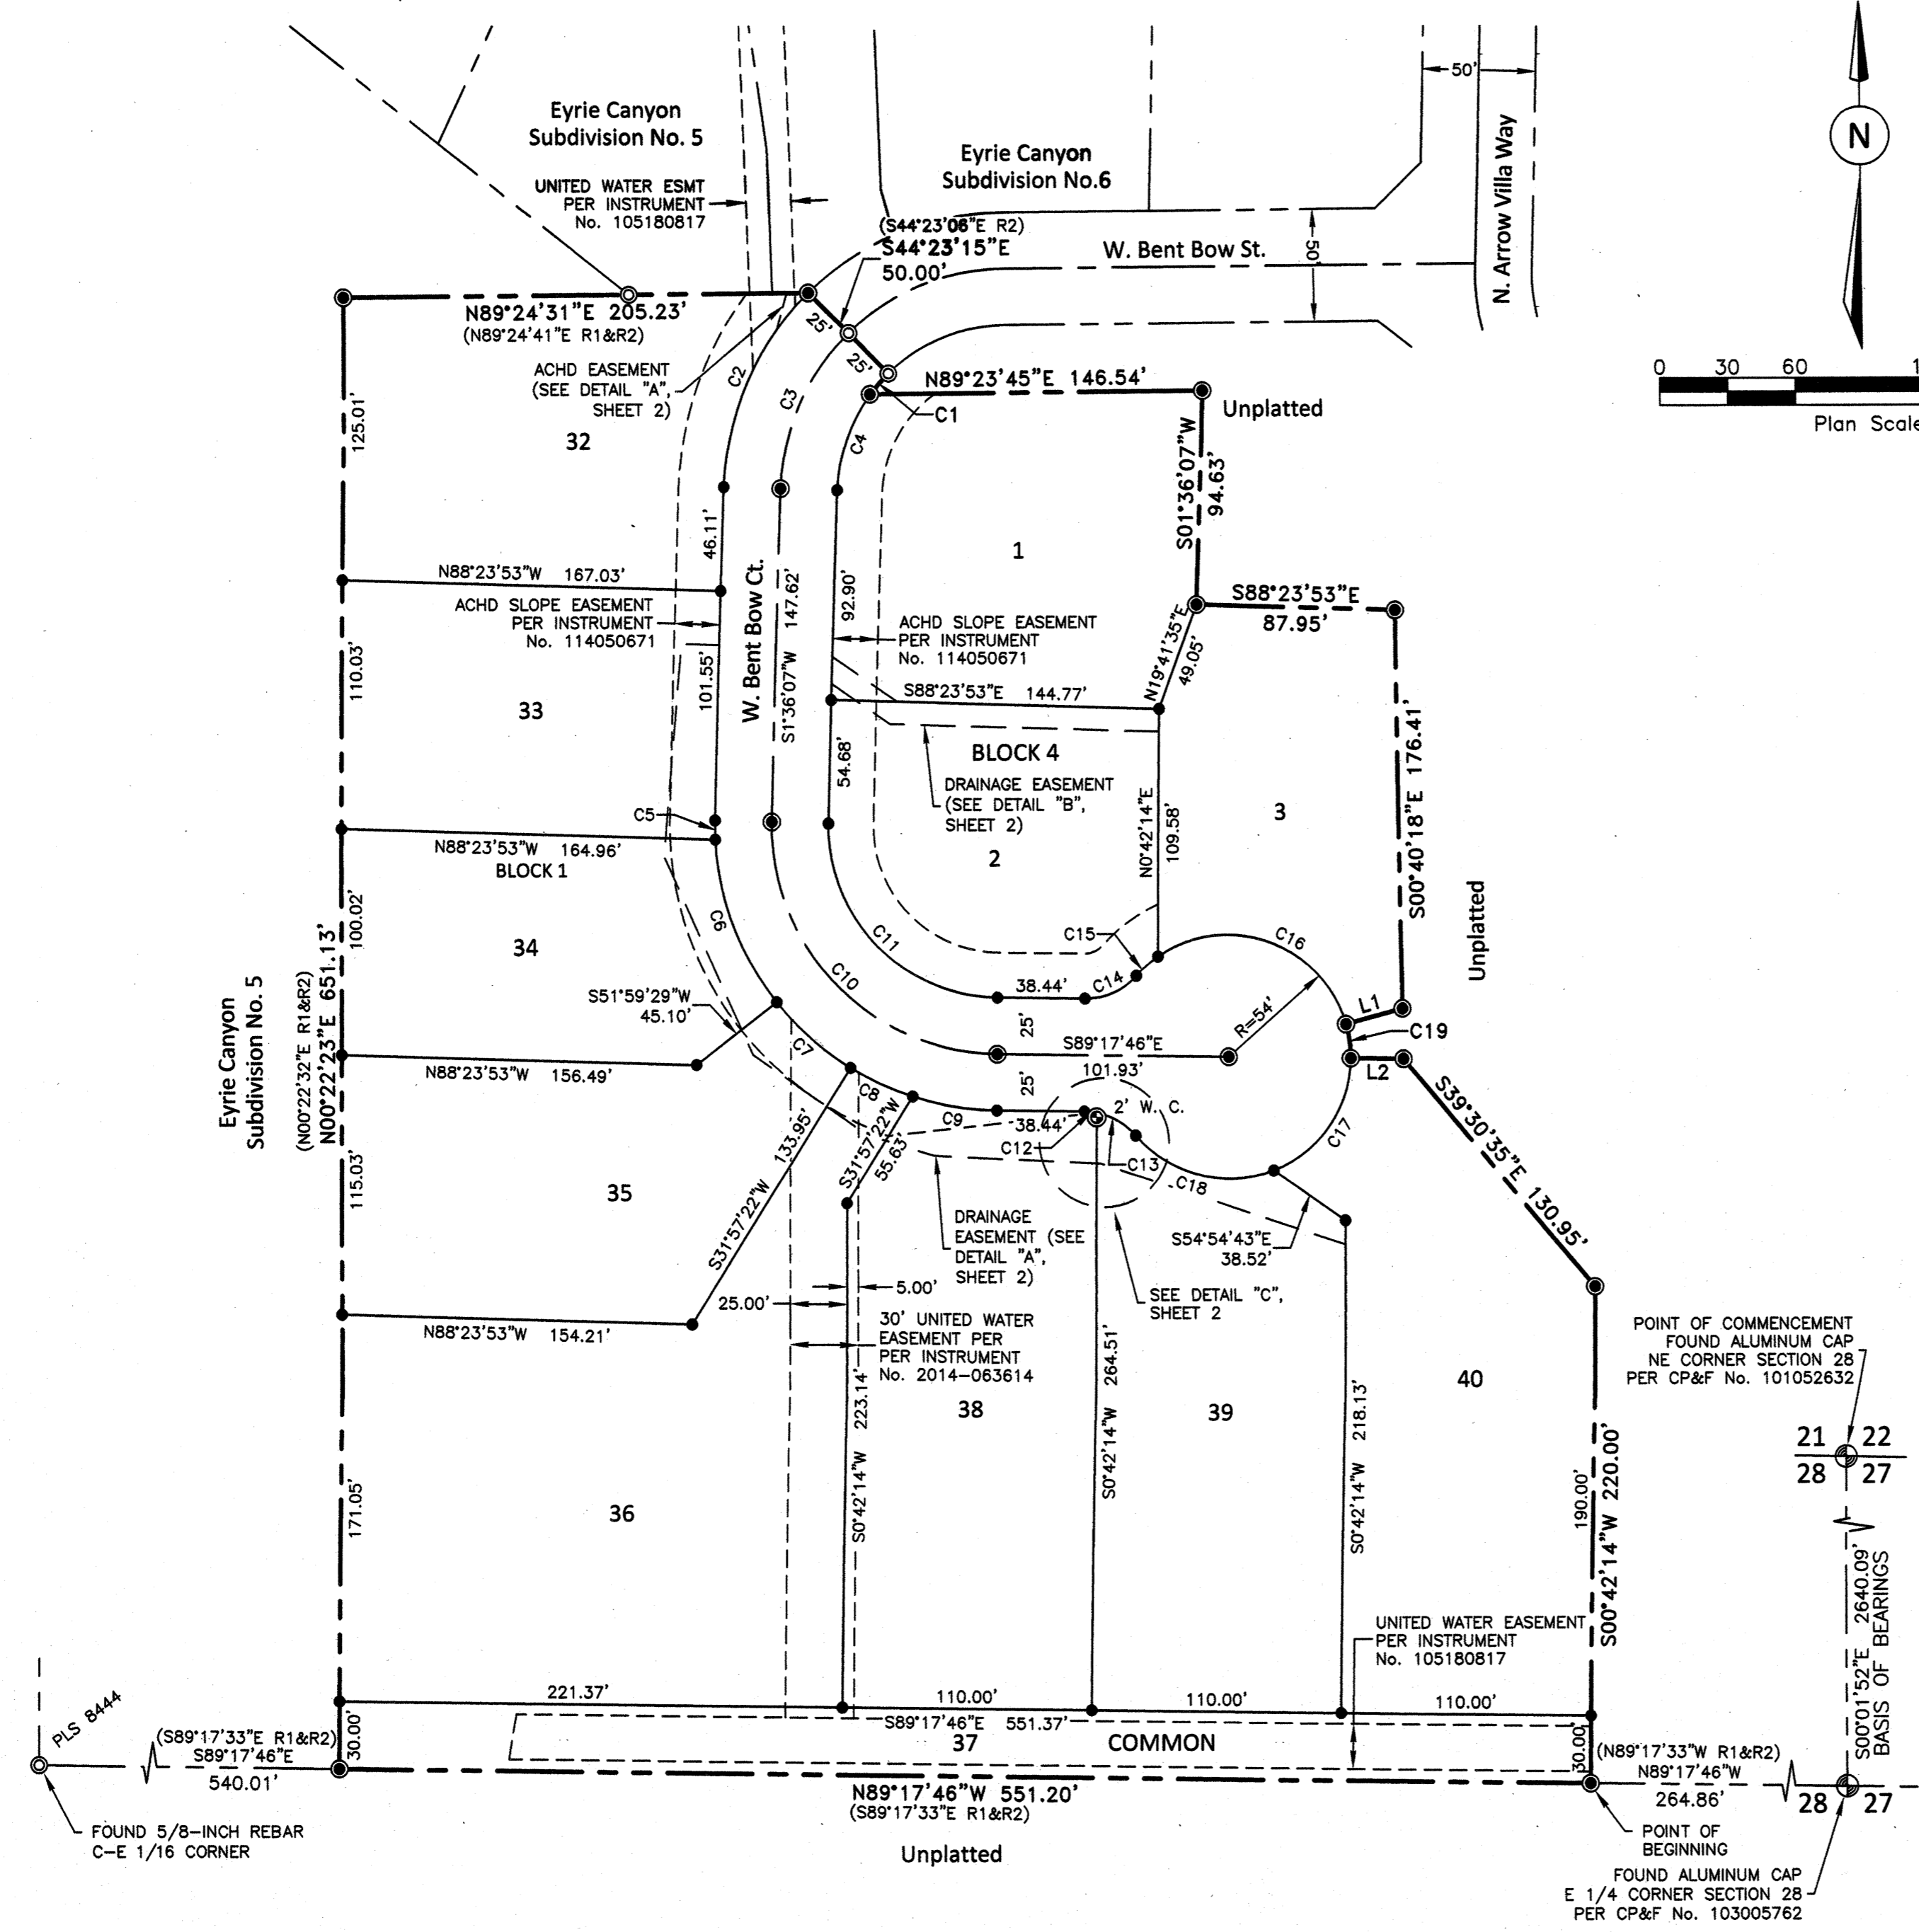 Eyrie Canyon
Subdivision No. 5
UNITED WATER ESMT
PER INSTRUMENT
No. 105180817
Eyrie Canyon
Subdivision No.6
50'
N. Arrow Villa Way
N
(S44°23'06"E R2)
S44°23'15"E
50.00'
W. Bent Bow St.
50'
0 30 60 1
Plan Scale
N89°24'31"E 205.23'
(N89°24'41"E R1&R2)
25'
25'
ACHD EASEMENT
(SEE DETAIL "A",
SHEET 2)
C2
C3
C4
C1
N89°23'45"E 146.54'
Unplatted
125.01'
32
S01°36'07"W
94.63'
46.11'
1
N88°23'53"W 167.03'
ACHD SLOPE EASEMENT
PER INSTRUMENT
No. 114050671
W. Bent Bow Ct.
S1°36'07"W 147.62'
92.90'
ACHD SLOPE EASEMENT
PER INSTRUMENT
No. 114050671
S88°23'53"E
87.95'
N19°41'35"E
49.05'
110.03'
101.55'
33
S88°23'53"E 144.77'
54.68'
BLOCK 4
DRAINAGE EASEMENT
(SEE DETAIL "B",
SHEET 2)
2
N0°42'14"E
109.58'
3
S00°40'18"E 176.41'
Unplatted
C5
N88°23'53"W 164.96'
BLOCK 1
100.02'
34
C6
C11
C10
C15
C14
C16
38.44'
R=54'
L1
C19
L2
Eyrie Canyon
Subdivision No. 5
(N00°22'32"E R1&R2)
N00°22'23"E 651.13'
S51°59'29"W
45.10'
N88°23'53"W 156.49'
C7
C8
25'
S89°17'46"E
101.93'
25'
2' W. C.
C9
38.44'
C12
C13
C17
C18
S39°30'35"E 130.95'
115.03'
35
S31°57'22"W 133.95'
S31°57'22"W
55.63'
DRAINAGE
EASEMENT (SEE
DETAIL "A",
SHEET 2)
S54°54'43"E
38.52'
SEE DETAIL "C",
SHEET 2
5.00'
25.00'
30' UNITED WATER
EASEMENT PER
PER INSTRUMENT
No. 2014-063614
N88°23'53"W 154.21'
POINT OF COMMENCEMENT
FOUND ALUMINUM CAP
NE CORNER SECTION 28
PER CP&F No. 101052632
21 22
28 27
38
39
40
S0°42'14"W 223.14'
S0°42'14"W 264.51'
S0°42'14"W 218.13'
190.00'
S00°42'14"W 220.00'
171.05'
36
S00°01'52"E 2640.09'
BASIS OF BEARINGS
UNITED WATER EASEMENT
PER INSTRUMENT
No. 105180817
221.37'
110.00'
110.00'
110.00'
PLS 8444
(S89°17'33"E R1&R2)
S89°17'46"E
540.01'
30.00'
S89°17'46"E 551.37'
37
COMMON
30.00'
(N89°17'33"W R1&R2)
N89°17'46"W
264.86'
28 27
N89°17'46"W 551.20'
(S89°17'33"E R1&R2)
FOUND 5/8-INCH REBAR
C-E 1/16 CORNER
Unplatted
POINT OF
BEGINNING
FOUND ALUMINUM CAP
E 1/4 CORNER SECTION 28
PER CP&F No. 103005762